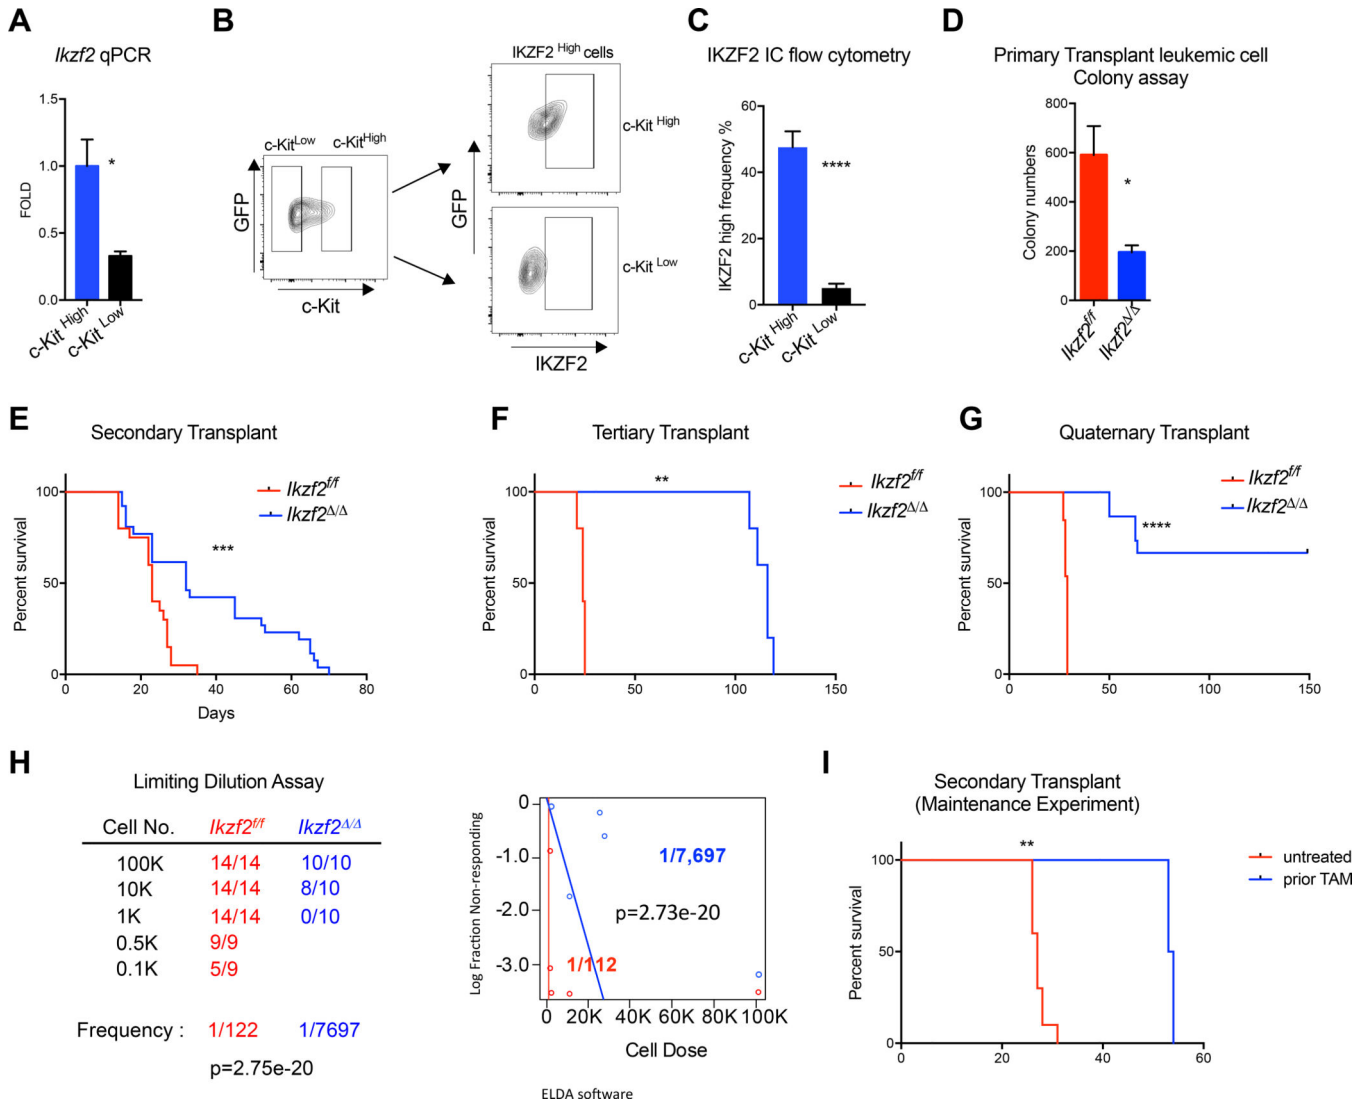 A
Ikzf2 qPCR
FOLD
1.5
1.0
0.5
0.0
*
c-Kit High
c-Kit Low
B
IKZF2 High cells
c-KitLow
c-KitHigh
GFP
c-Kit
GFP
c-Kit High
c-Kit Low
IKZF2
C
IKZF2 IC flow cytometry
IKZF2 high frequency %
60
40
20
0
****
c-Kit High
c-Kit Low
D
Primary Transplant leukemic cell
Colony assay
Colony numbers
800
600
400
200
0
*
Ikzf2f/f
Ikzf2Δ/Δ
E
Secondary Transplant
Percent survival
100
50
0
0 20 40 60 80
Days
***
Ikzf2f/f
Ikzf2Δ/Δ
F
Tertiary Transplant
Percent survival
100
50
0
0 50 100 150
**
Ikzf2f/f
Ikzf2Δ/Δ
G
Quaternary Transplant
Percent survival
100
50
0
0 50 100 150
****
Ikzf2f/f
Ikzf2Δ/Δ
H
Limiting Dilution Assay
Cell No. Ikzf2f/f Ikzf2Δ/Δ
100K 14/14 10/10
10K 14/14 8/10
1K 14/14 0/10
0.5K 9/9
0.1K 5/9
Frequency : 1/122 1/7697
p=2.75e-20
Log Fraction Non-responding
0
-1.0
-2.0
-3.0
1/7,697
p=2.73e-20
1/112
0 20K 40K 60K 80K 100K
Cell Dose
ELDA software
I
Secondary Transplant
(Maintenance Experiment)
Percent survival
100
50
0
0 20 40 60
**
untreated
prior TAM